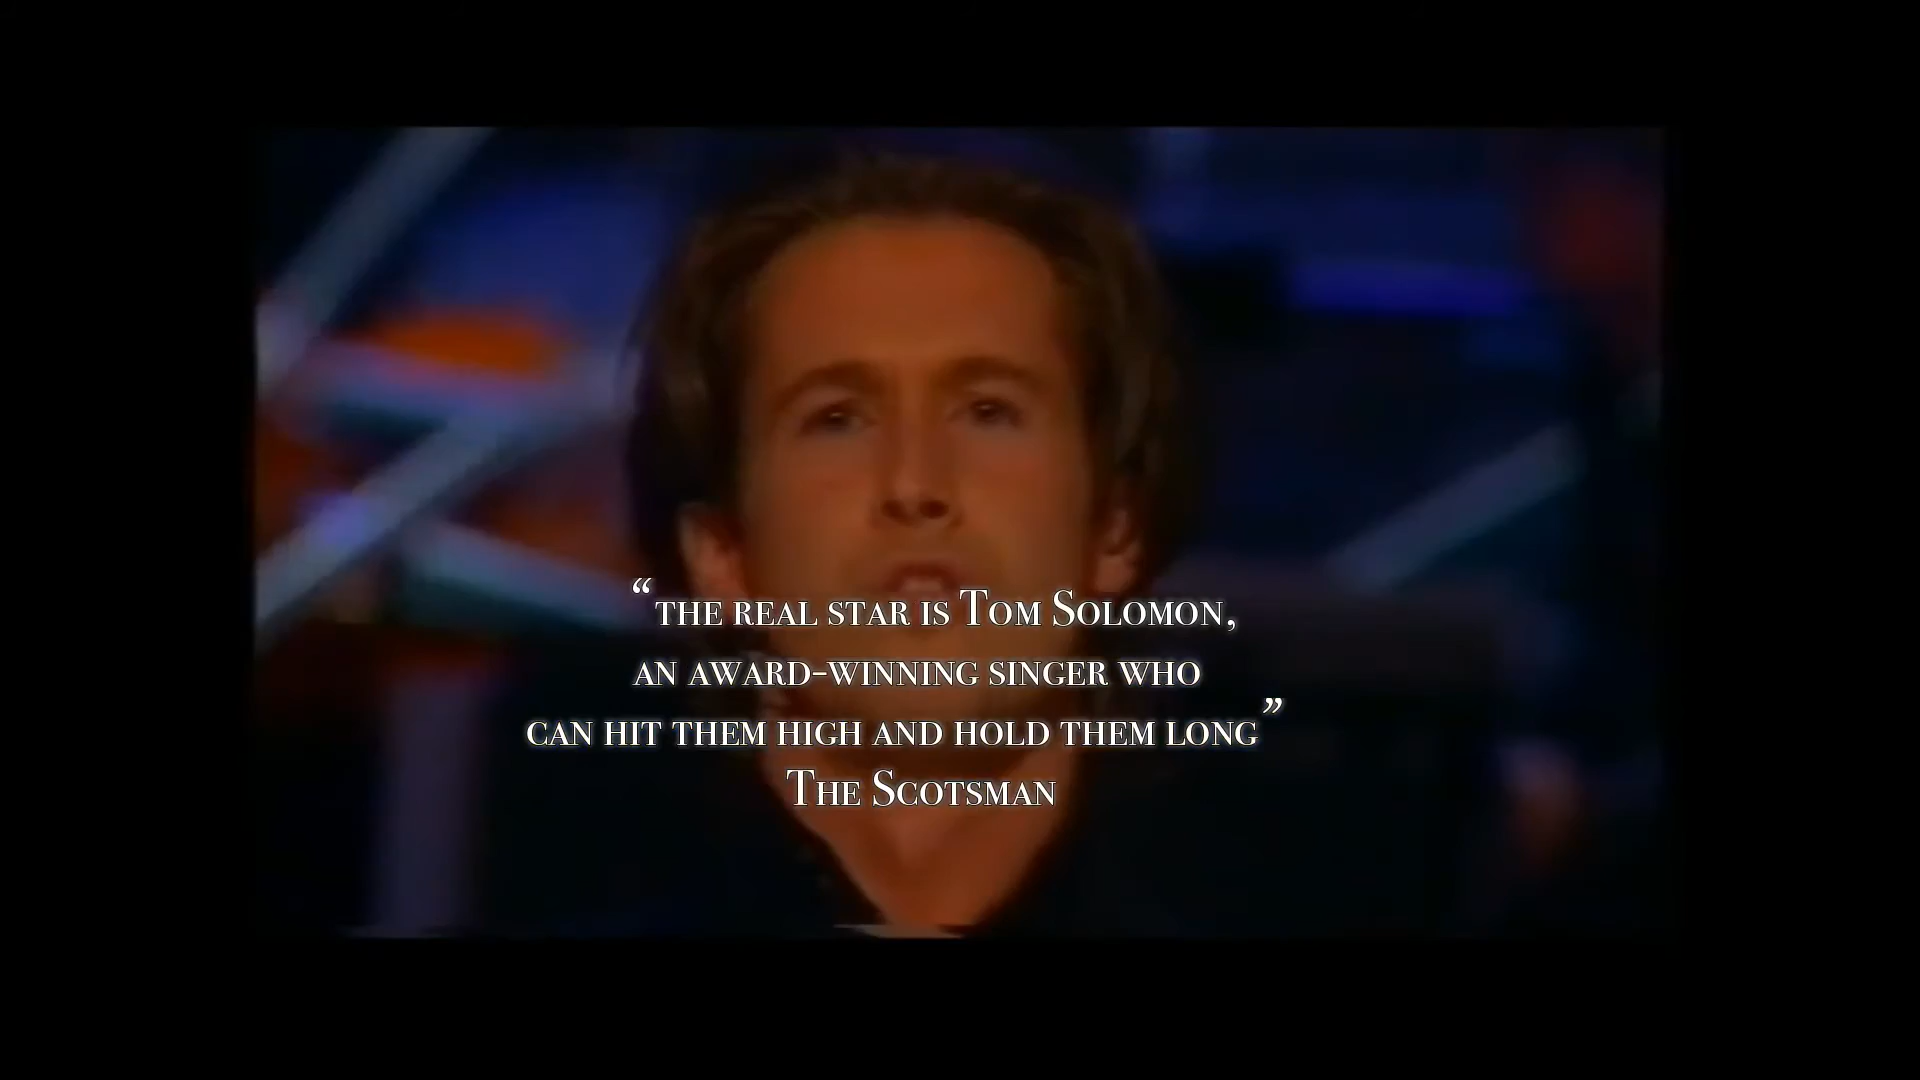 “the real star is Tom Solomon,
an award-winning singer who
can hit them high and hold them long”
The Scotsman